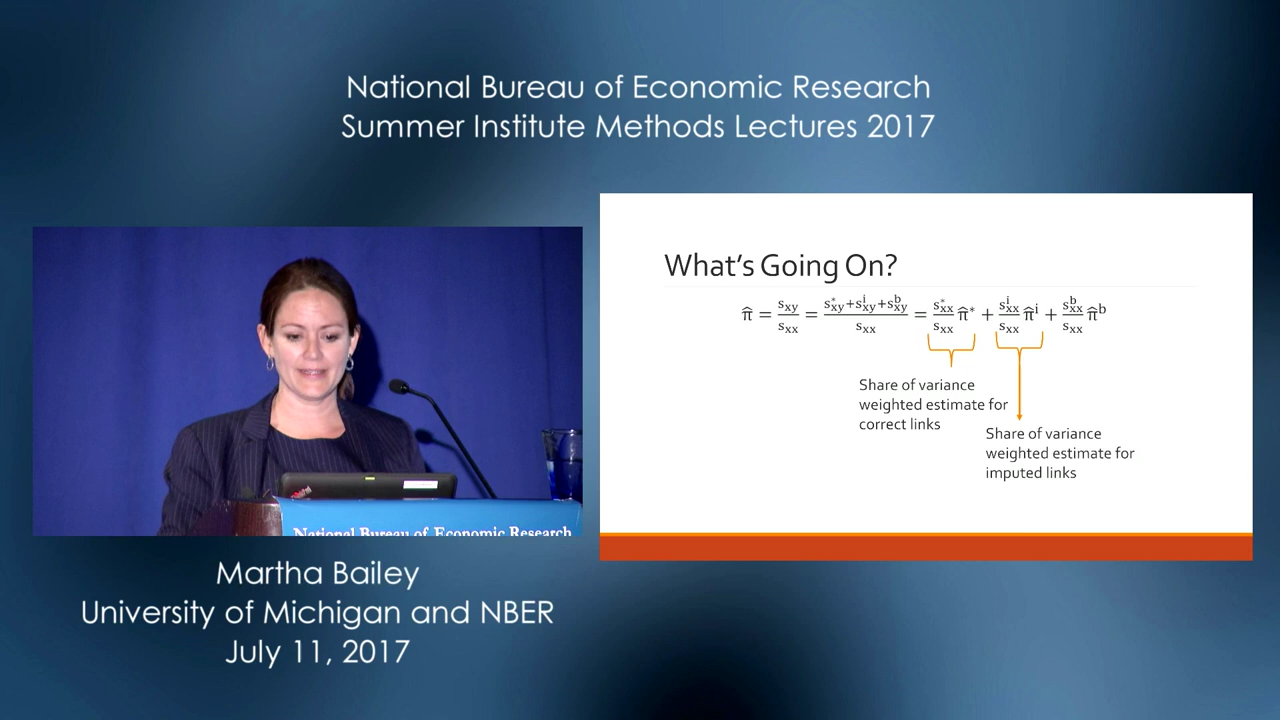 National Bureau of Economic Research
Summer Institute Methods Lectures 2017
What's Going On?
π̂ = s_xy/s_xx = (s*_xy+s^i_xy+s^b_xy)/s_xx = (s*_xx/s_xx) π̂* + (s^i_xx/s_xx) π̂^i + (s^b_xx/s_xx) π̂^b
Share of variance
weighted estimate for
correct links
Share of variance
weighted estimate for
imputed links
National Bureau of Economic Research
Martha Bailey
University of Michigan and NBER
July 11, 2017